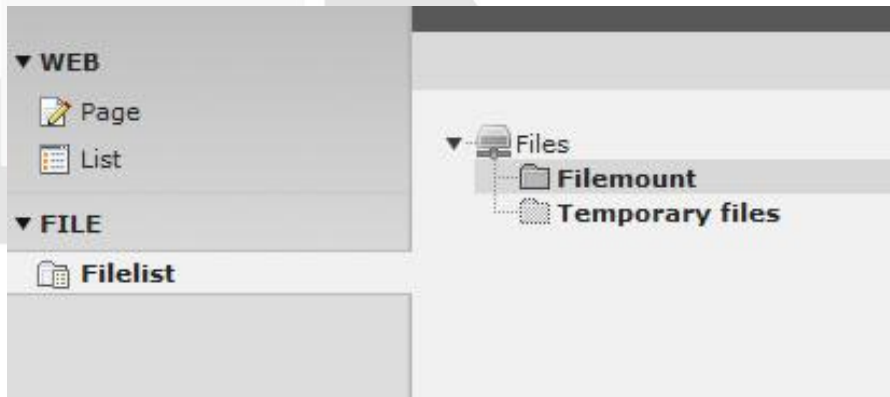 WEB
Page
List
FILE
Filelist
Files
Filemount
Temporary files